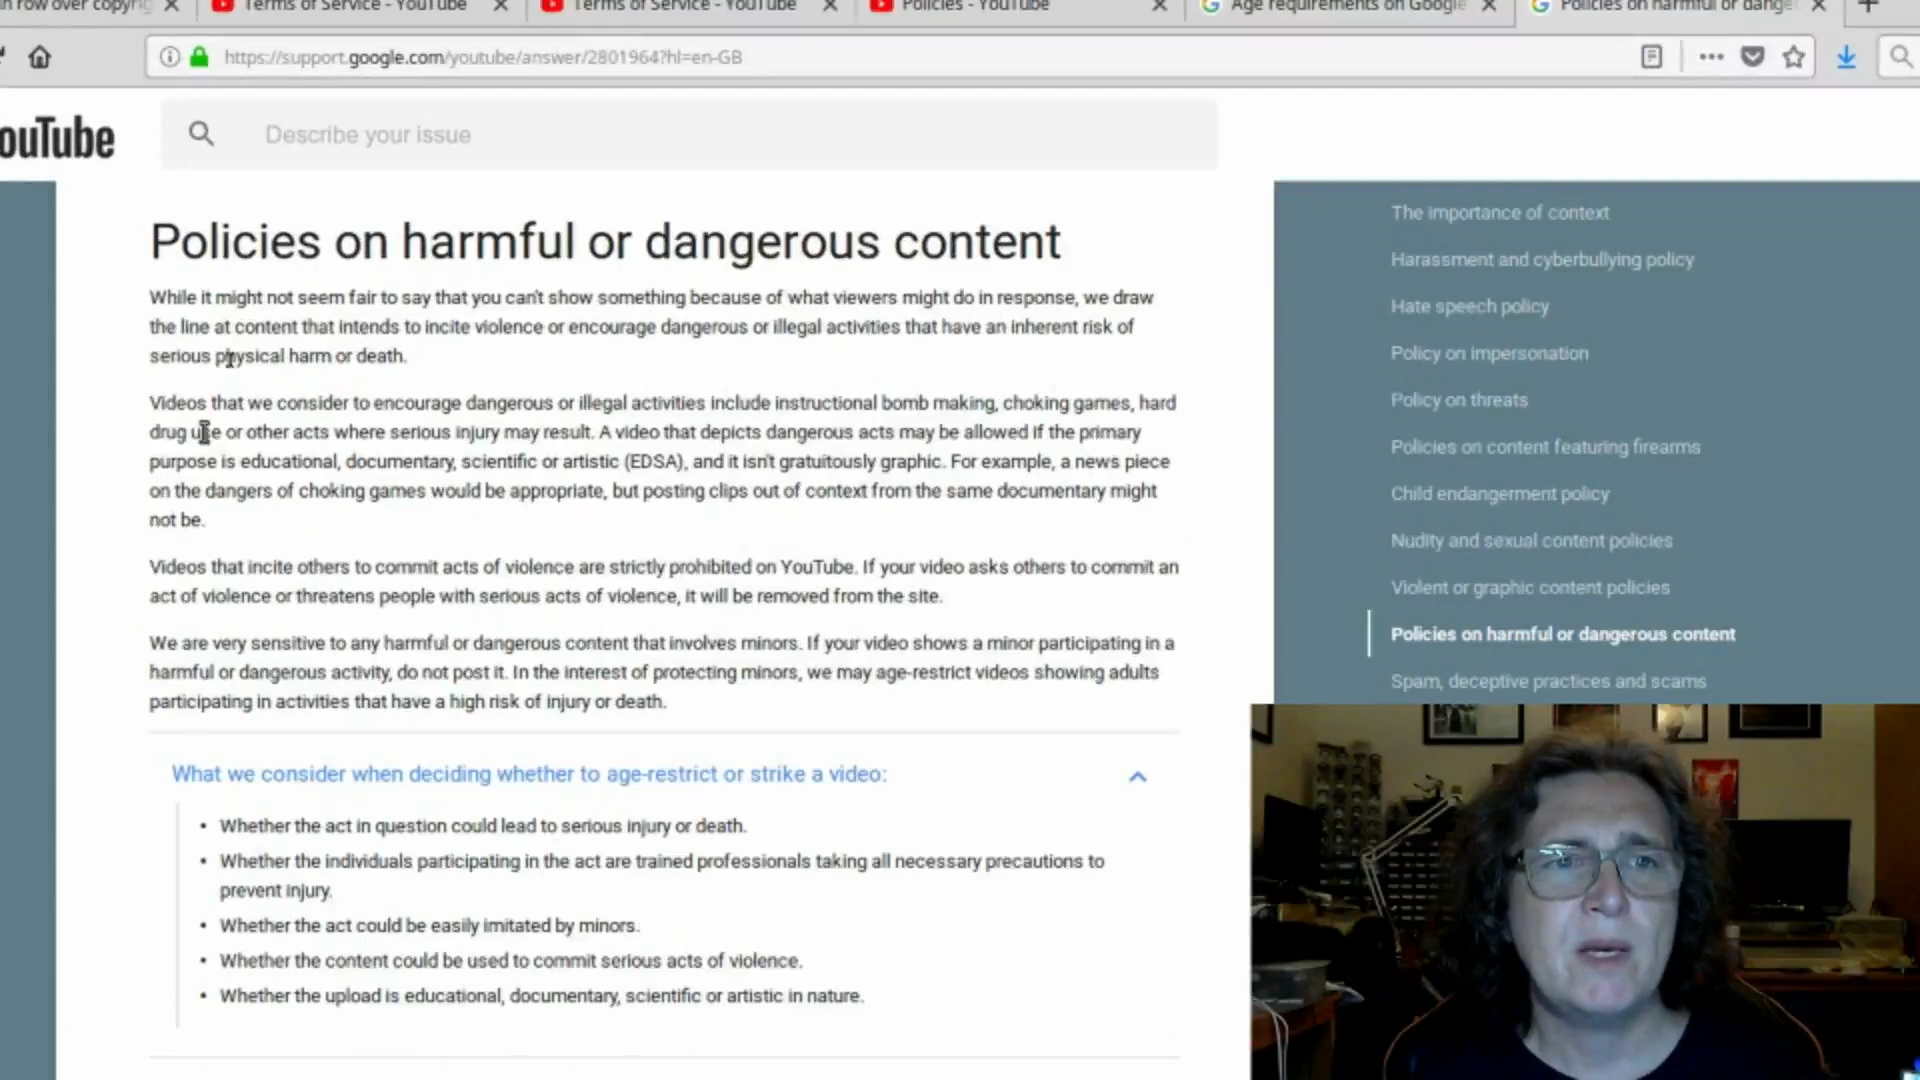 n row over copyrig
Terms of Service - YouTube
Terms of Service - YouTube
Policies - YouTube
Age requirements on Google
Policies on harmful or dange
https://support.google.com/youtube/answer/2801964?hl=en-GB
ouTube
Describe your issue
Policies on harmful or dangerous content
While it might not seem fair to say that you can't show something because of what viewers might do in response, we draw
the line at content that intends to incite violence or encourage dangerous or illegal activities that have an inherent risk of
serious physical harm or death.
Videos that we consider to encourage dangerous or illegal activities include instructional bomb making, choking games, hard
drug use or other acts where serious injury may result. A video that depicts dangerous acts may be allowed if the primary
purpose is educational, documentary, scientific or artistic (EDSA), and it isn't gratuitously graphic. For example, a news piece
on the dangers of choking games would be appropriate, but posting clips out of context from the same documentary might
not be.
Videos that incite others to commit acts of violence are strictly prohibited on YouTube. If your video asks others to commit an
act of violence or threatens people with serious acts of violence, it will be removed from the site.
We are very sensitive to any harmful or dangerous content that involves minors. If your video shows a minor participating in a
harmful or dangerous activity, do not post it. In the interest of protecting minors, we may age-restrict videos showing adults
participating in activities that have a high risk of injury or death.
What we consider when deciding whether to age-restrict or strike a video:
• Whether the act in question could lead to serious injury or death.
• Whether the individuals participating in the act are trained professionals taking all necessary precautions to
prevent injury.
• Whether the act could be easily imitated by minors.
• Whether the content could be used to commit serious acts of violence.
• Whether the upload is educational, documentary, scientific or artistic in nature.
The importance of context
Harassment and cyberbullying policy
Hate speech policy
Policy on impersonation
Policy on threats
Policies on content featuring firearms
Child endangerment policy
Nudity and sexual content policies
Violent or graphic content policies
Policies on harmful or dangerous content
Spam, deceptive practices and scams